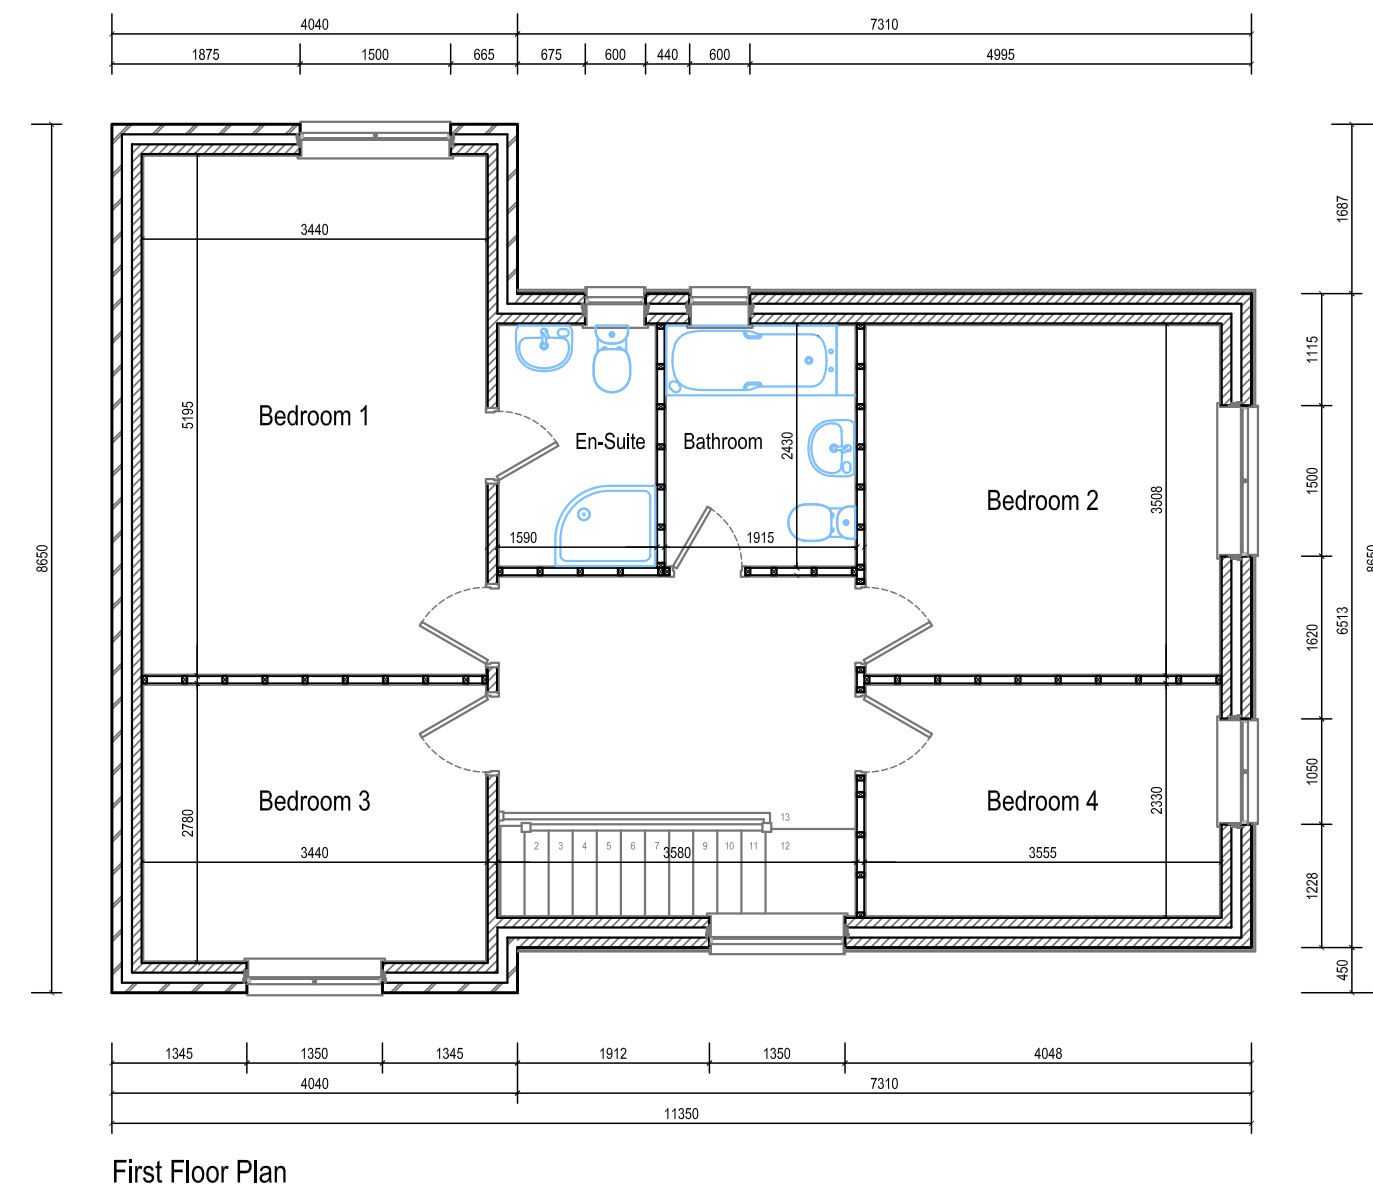 4040 7310
1875 1500 665 675 600 440 600 4995
1687
3440
1115
5195
Bedroom 1
En-Suite Bathroom
2430
1500
Bedroom 2
3508
1590 1915
8650
8650
6513
1620
1050
Bedroom 3
Bedroom 4
2330
2780
13
2 3 4 5 6 7 9 10 11 12
3440 3580 3555
1228
450
1345 1350 1345 1912 1350 4048
4040 7310
11350
First Floor Plan